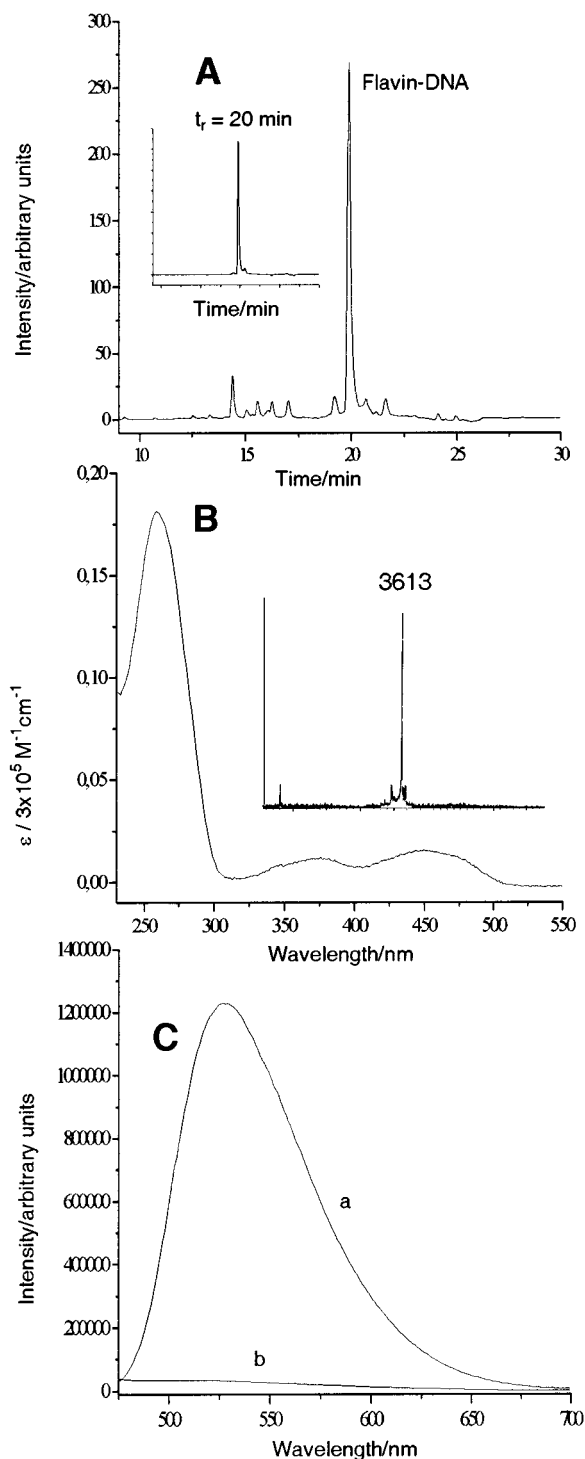 A
Flavin-DNA
tr = 20 min
Time/min
Intensity/arbitrary units
300
250
200
150
100
50
0
10 15 20 25 30
Time/min
B
3613
ε / 3x10⁵ M⁻¹cm⁻¹
0,20
0,15
0,10
0,05
0,00
250 300 350 400 450 500 550
Wavelength/nm
C
a
b
Intensity/arbitrary units
1400000
1200000
1000000
800000
600000
400000
200000
0
500 550 600 650 700
Wavelength/nm